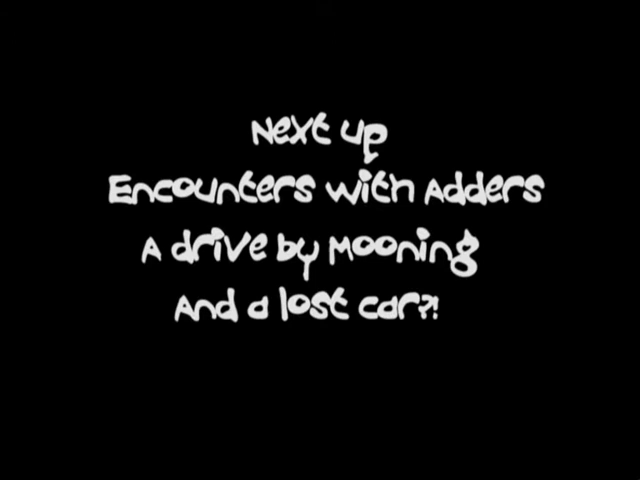 Next up
Encounters with Adders
A drive by Mooning
And a lost car?!